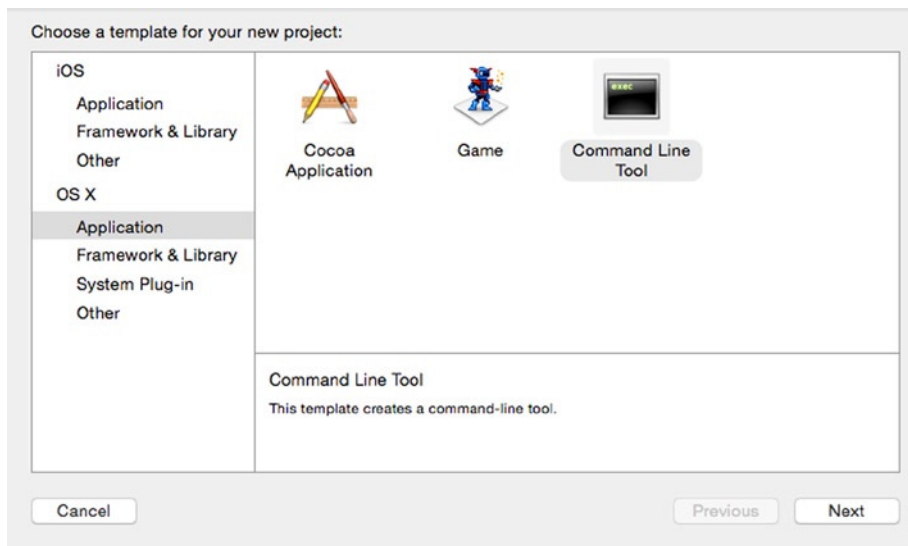 Choose a template for your new project:
iOS
Application
Framework & Library
Other
OS X
Application
Framework & Library
System Plug-in
Other
exec
Cocoa
Application
Game
Command Line
Tool
Command Line Tool
This template creates a command-line tool.
Cancel
Previous
Next